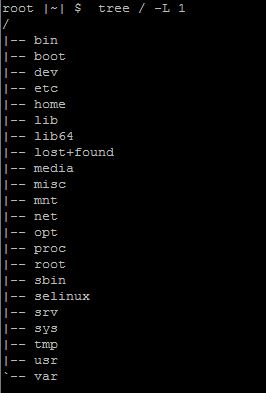 root |~| $  tree / -L 1
/
|-- bin
|-- boot
|-- dev
|-- etc
|-- home
|-- lib
|-- lib64
|-- lost+found
|-- media
|-- misc
|-- mnt
|-- net
|-- opt
|-- proc
|-- root
|-- sbin
|-- selinux
|-- srv
|-- sys
|-- tmp
|-- usr
`-- var